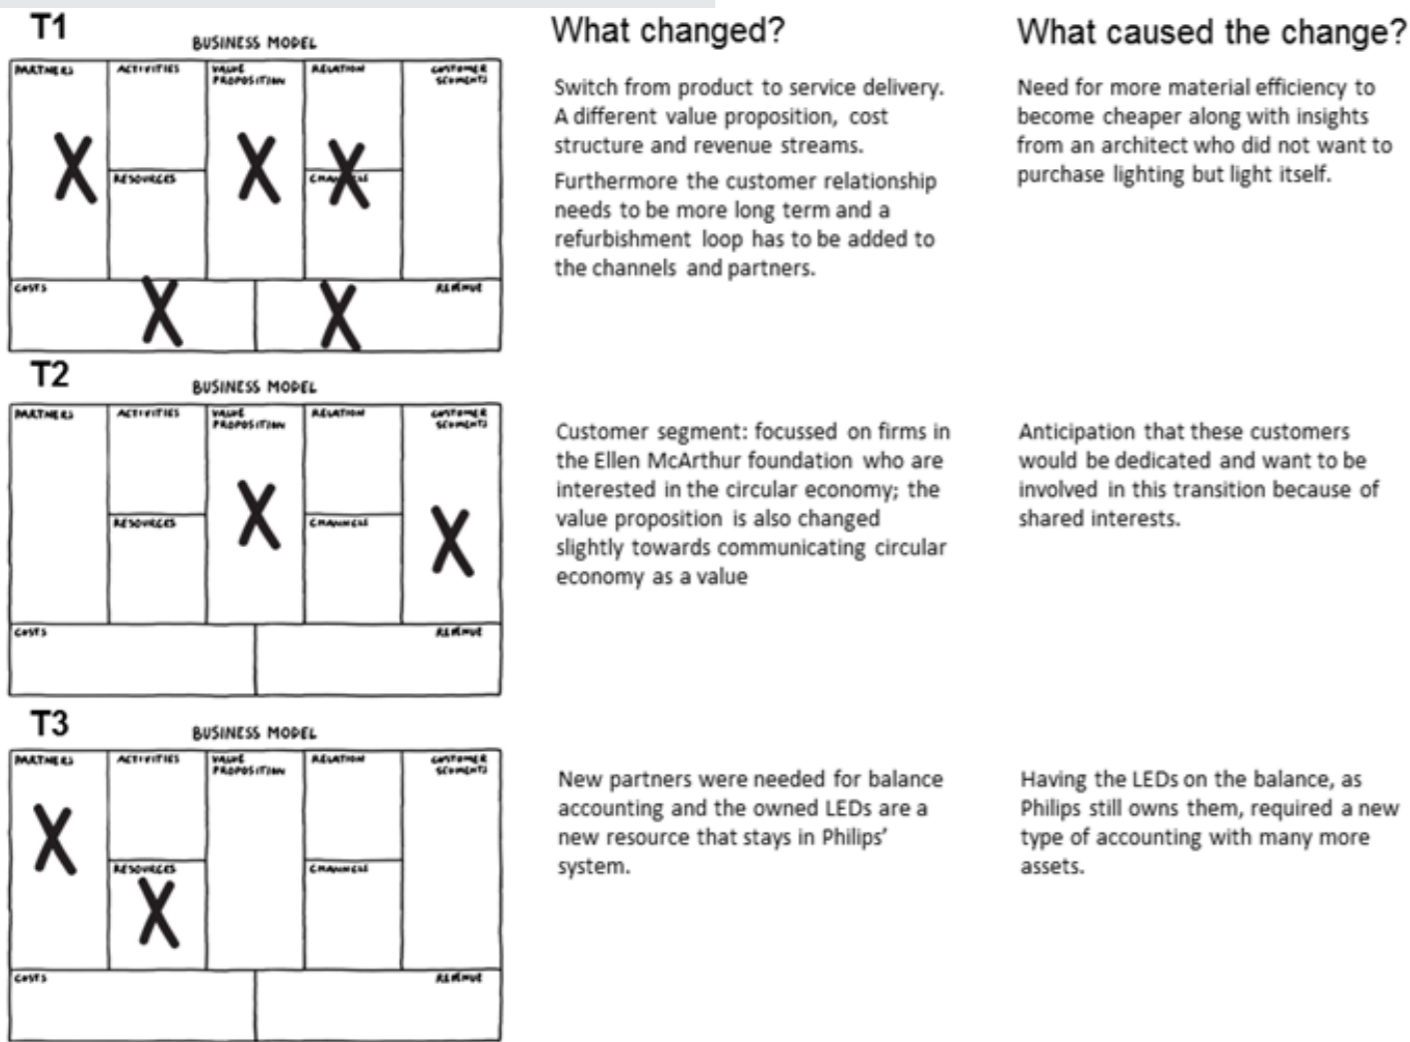 T1
What changed?
What caused the change?
BUSINESS MODEL
PARTNERS
ACTIVITIES
VALUE
PROPOSITION
RELATION
CUSTOMER
SEGMENTS
RESOURCES
CHANNELS
COSTS
REVENUE
Switch from product to service delivery.
A different value proposition, cost
structure and revenue streams.
Furthermore the customer relationship
needs to be more long term and a
refurbishment loop has to be added to
the channels and partners.
Need for more material efficiency to
become cheaper along with insights
from an architect who did not want to
purchase lighting but light itself.
T2
BUSINESS MODEL
PARTNERS
ACTIVITIES
VALUE
PROPOSITION
RELATION
CUSTOMER
SEGMENTS
RESOURCES
CHANNELS
COSTS
REVENUE
Customer segment: focussed on firms in
the Ellen McArthur foundation who are
interested in the circular economy; the
value proposition is also changed
slightly towards communicating circular
economy as a value
Anticipation that these customers
would be dedicated and want to be
involved in this transition because of
shared interests.
T3
BUSINESS MODEL
PARTNERS
ACTIVITIES
VALUE
PROPOSITION
RELATION
CUSTOMER
SEGMENTS
RESOURCES
CHANNELS
COSTS
REVENUE
New partners were needed for balance
accounting and the owned LEDs are a
new resource that stays in Philips’
system.
Having the LEDs on the balance, as
Philips still owns them, required a new
type of accounting with many more
assets.